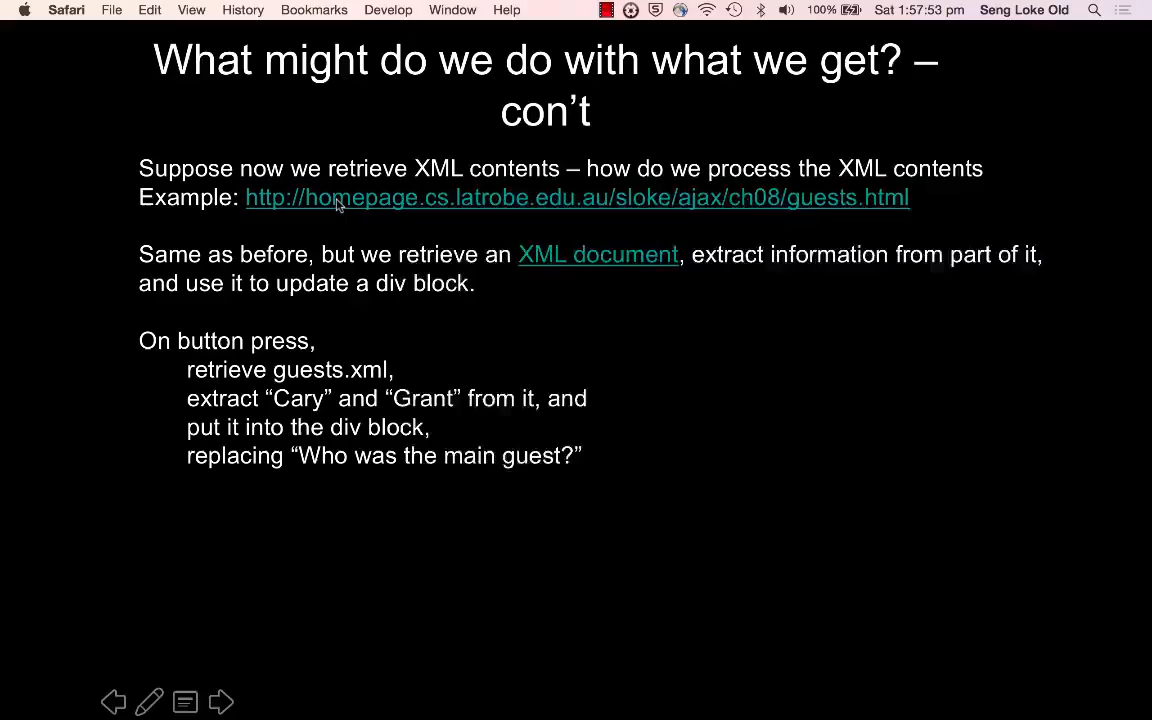 Safari File Edit View History Bookmarks Develop Window Help 100% Sat 1:57:53 pm Seng Loke Old
What might do we do with what we get? –
con’t
Suppose now we retrieve XML contents – how do we process the XML contents
Example: http://homepage.cs.latrobe.edu.au/sloke/ajax/ch08/guests.html
Same as before, but we retrieve an XML document, extract information from part of it,
and use it to update a div block.
On button press,
retrieve guests.xml,
extract “Cary” and “Grant” from it, and
put it into the div block,
replacing “Who was the main guest?”